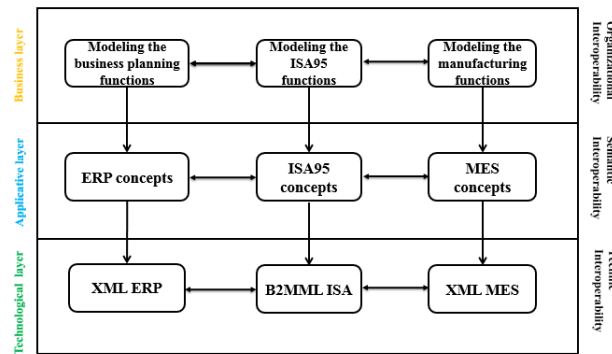 Business layer
Modeling the
business planning
functions
Modeling the
ISA95
functions
Modeling the
manufacturing
functions
Organizational
Interoperability
Applicative layer
ERP concepts
ISA95
concepts
MES
concepts
Semantic
Interoperability
Technological layer
XML ERP
B2MML ISA
XML MES
Interoperability